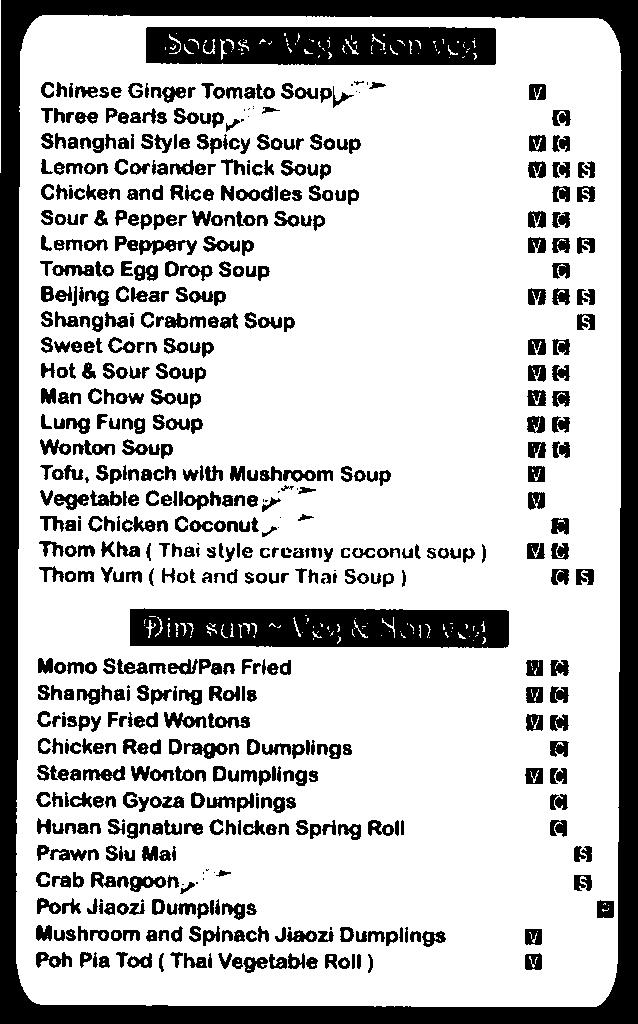 Soups ~ Veg & Non veg
Chinese Ginger Tomato Soup V
Three Pearls Soup C
Shanghai Style Spicy Sour Soup V C
Lemon Coriander Thick Soup V C S
Chicken and Rice Noodles Soup C S
Sour & Pepper Wonton Soup V C
Lemon Peppery Soup V C S
Tomato Egg Drop Soup C
Beijing Clear Soup V C S
Shanghai Crabmeat Soup S
Sweet Corn Soup V C
Hot & Sour Soup V C
Man Chow Soup V C
Lung Fung Soup V C
Wonton Soup V C
Tofu, Spinach with Mushroom Soup V
Vegetable Cellophane V
Thai Chicken Coconut C
Thom Kha ( Thai style creamy coconut soup ) V C
Thom Yum ( Hot and sour Thai Soup ) C S
Dim sum ~ Veg & Non veg
Momo Steamed/Pan Fried V C
Shanghai Spring Rolls V C
Crispy Fried Wontons V C
Chicken Red Dragon Dumplings C
Steamed Wonton Dumplings V C
Chicken Gyoza Dumplings C
Hunan Signature Chicken Spring Roll C
Prawn Siu Mai S
Crab Rangoon S
Pork Jiaozi Dumplings P
Mushroom and Spinach Jiaozi Dumplings V
Poh Pia Tod ( Thai Vegetable Roll ) V